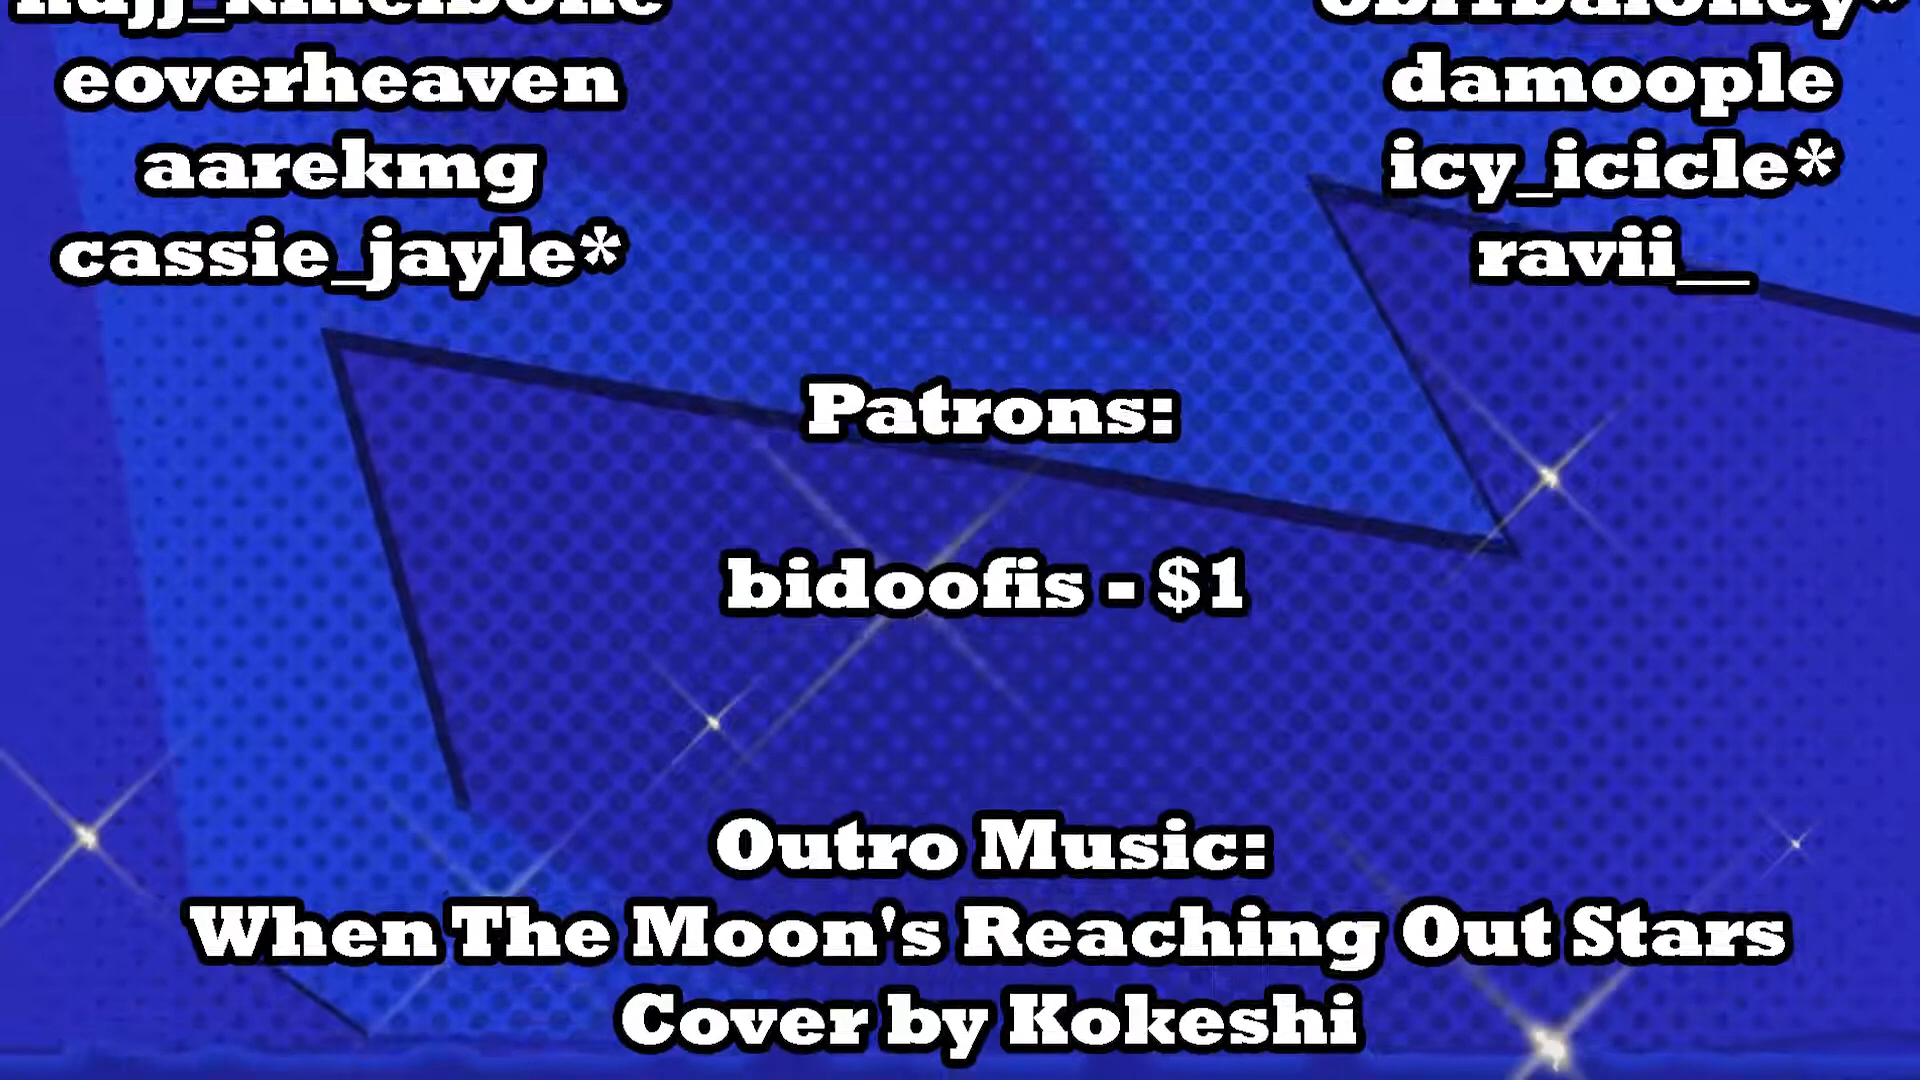 eoverheaven
aarekmg
cassie_jayle*
damoople
icy_icicle*
ravii__
Patrons:
bidoofis - $1
Outro Music:
When The Moon's Reaching Out Stars
Cover by Kokeshi